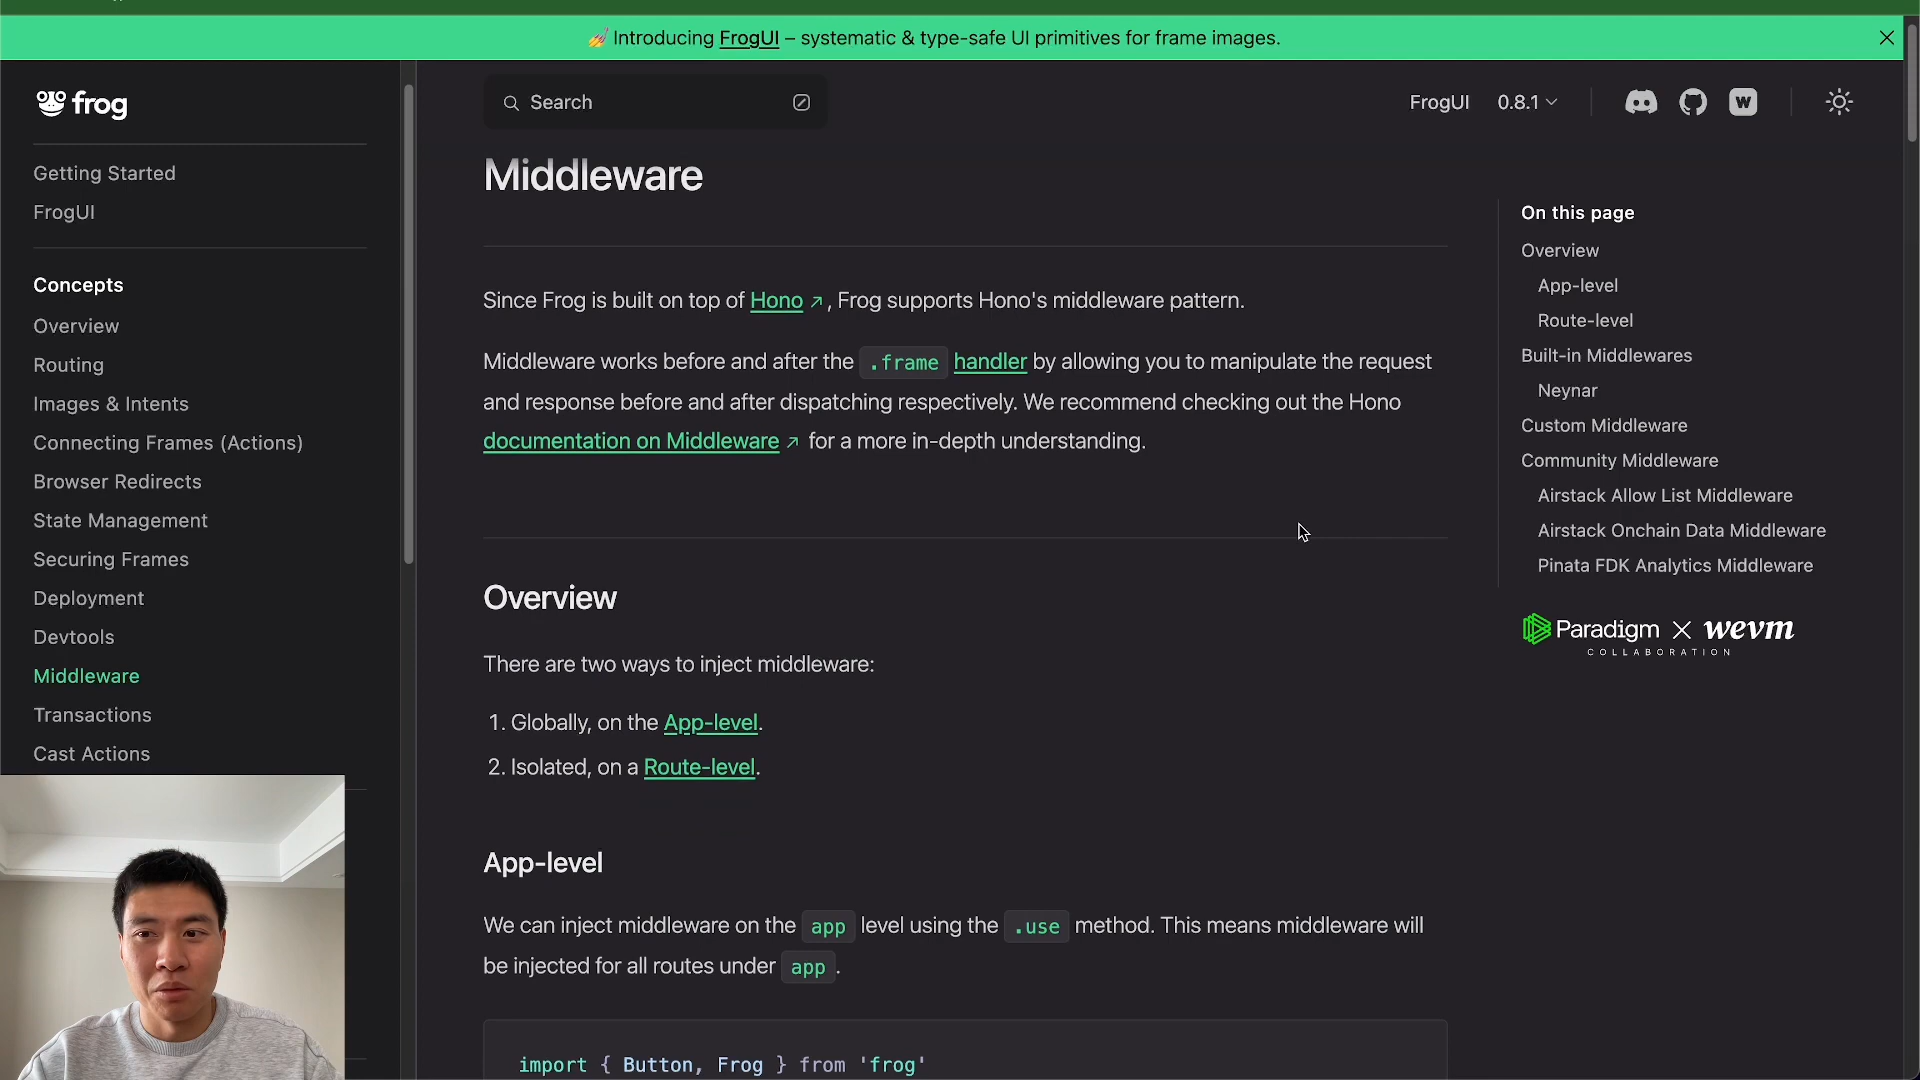 💅 Introducing FrogUI – systematic & type-safe UI primitives for frame images.
frog
Search
FrogUI
0.8.1
W
Getting Started
FrogUI
Concepts
Overview
Routing
Images & Intents
Connecting Frames (Actions)
Browser Redirects
State Management
Securing Frames
Deployment
Devtools
Middleware
Transactions
Cast Actions
Middleware
Since Frog is built on top of Hono ↗, Frog supports Hono's middleware pattern.
Middleware works before and after the .frame handler by allowing you to manipulate the request
and response before and after dispatching respectively. We recommend checking out the Hono
documentation on Middleware ↗ for a more in-depth understanding.
Overview
There are two ways to inject middleware:
1. Globally, on the App-level.
2. Isolated, on a Route-level.
App-level
We can inject middleware on the app level using the .use method. This means middleware will
be injected for all routes under app.
import { Button, Frog } from 'frog'
On this page
Overview
App-level
Route-level
Built-in Middlewares
Neynar
Custom Middleware
Community Middleware
Airstack Allow List Middleware
Airstack Onchain Data Middleware
Pinata FDK Analytics Middleware
Paradigm X wevm
COLLABORATION